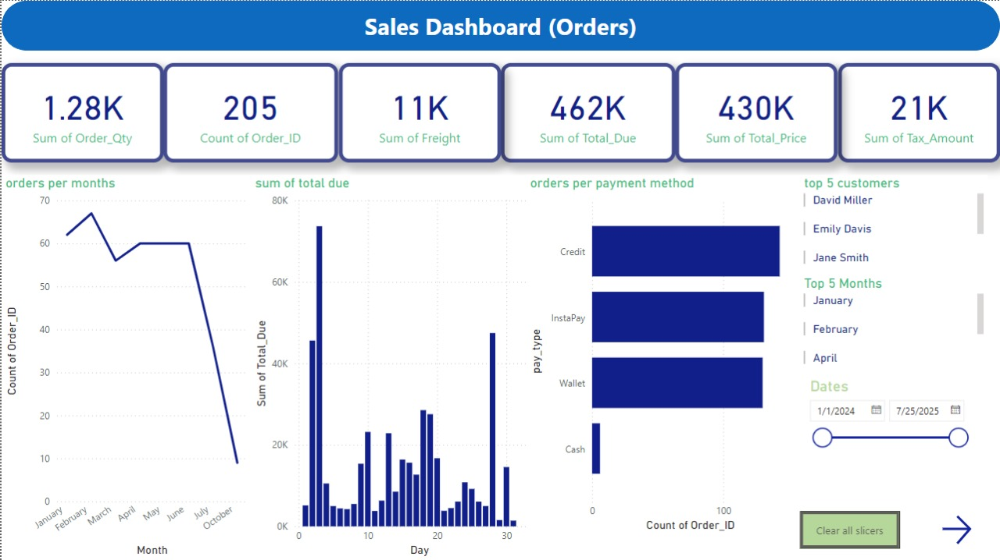 Sales Dashboard (Orders)
1.28K
Sum of Order_Qty
205
Count of Order_ID
11K
Sum of Freight
462K
Sum of Total_Due
430K
Sum of Total_Price
21K
Sum of Tax_Amount
orders per months
Count of Order_ID
70
60
50
40
30
20
10
0
January
February
March
April
May
June
July
October
Month
sum of total due
Sum of Total_Due
80K
60K
40K
20K
0K
0
10
20
30
Day
orders per payment method
pay_type
Credit
InstaPay
Wallet
Cash
0
100
Count of Order_ID
top 5 customers
David Miller
Emily Davis
Jane Smith
Top 5 Months
January
February
April
Dates
1/1/2024
7/25/2025
Clear all slicers